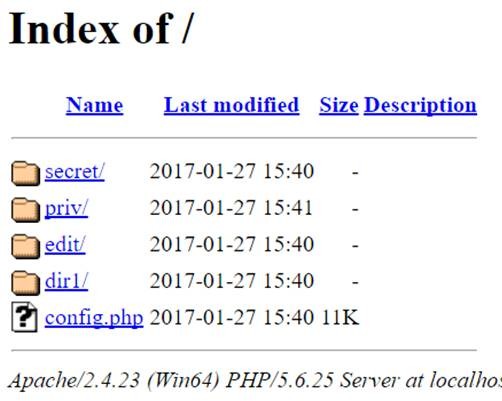 Index of /
Name Last modified Size Description
secret/ 2017-01-27 15:40 -
priv/ 2017-01-27 15:41 -
edit/ 2017-01-27 15:40 -
dir1/ 2017-01-27 15:40 -
config.php 2017-01-27 15:40 11K
Apache/2.4.23 (Win64) PHP/5.6.25 Server at